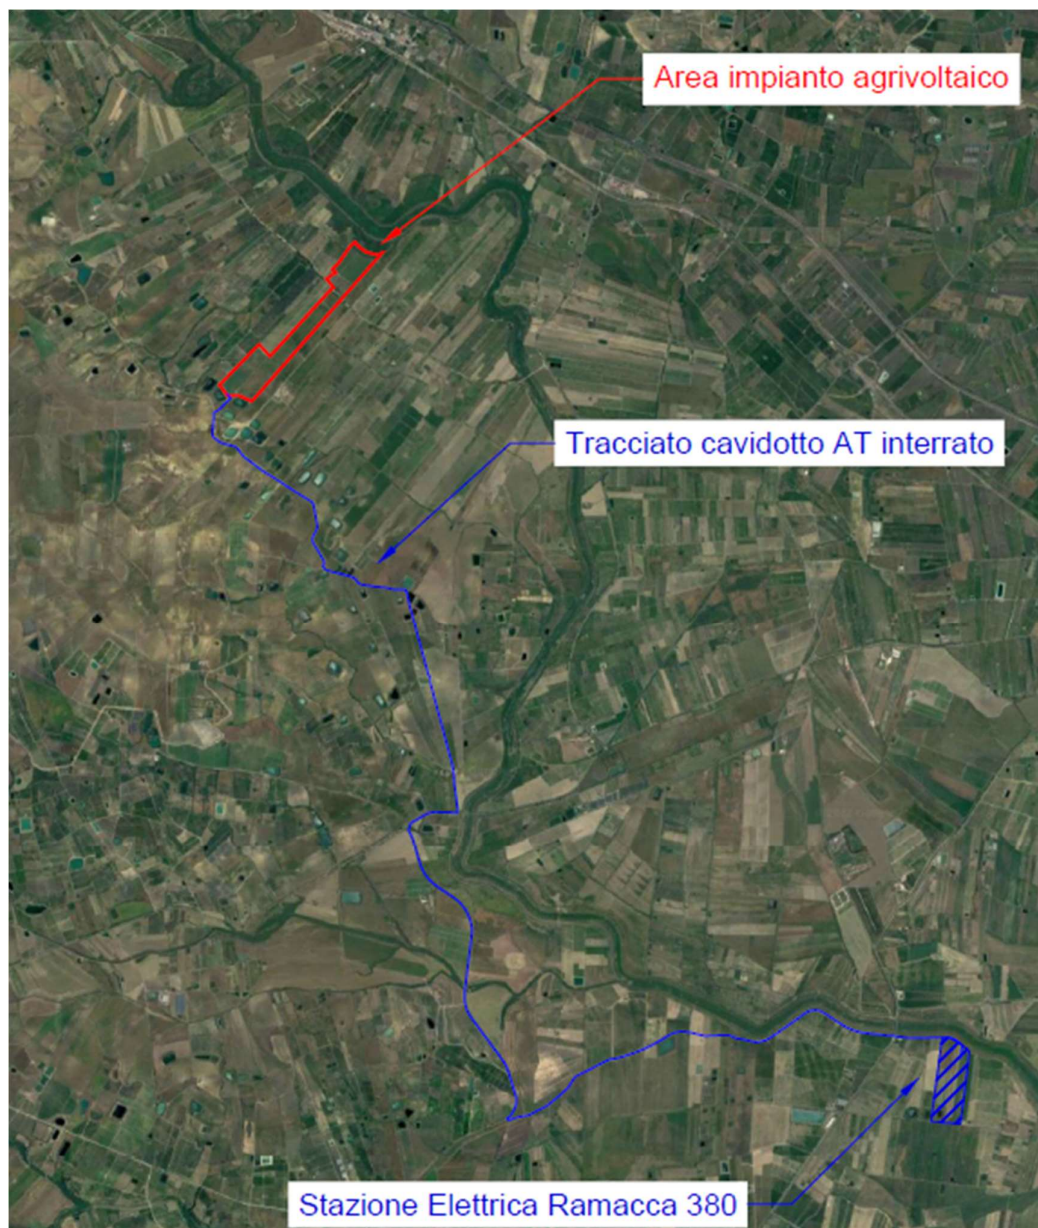 Area impianto agrivoltaico
Tracciato cavidotto AT interrato
Stazione Elettrica Ramacca 380